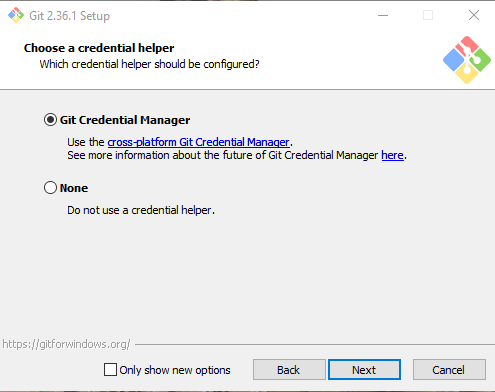 Git 2.36.1 Setup
Choose a credential helper
Which credential helper should be configured?
Git Credential Manager
Use the cross-platform Git Credential Manager.
See more information about the future of Git Credential Manager here.
None
Do not use a credential helper.
https://gitforwindows.org/
Only show new options
Back
Next
Cancel